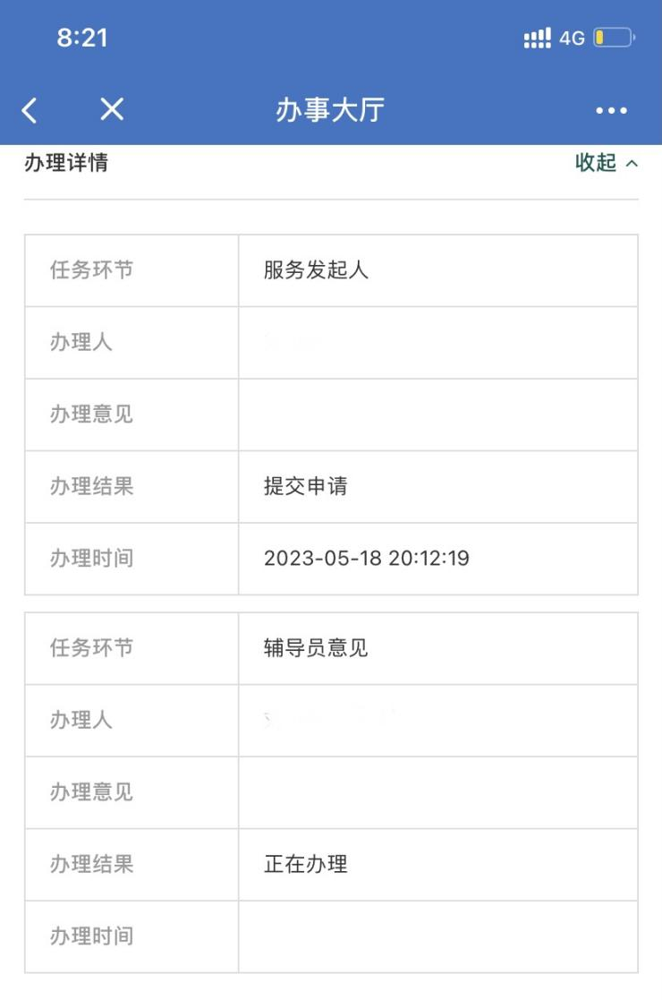 8:21
4G
办事大厅
办理详情 收起
任务环节 服务发起人
办理人
办理意见
办理结果 提交申请
办理时间 2023-05-18 20:12:19
任务环节 辅导员意见
办理人
办理意见
办理结果 正在办理
办理时间